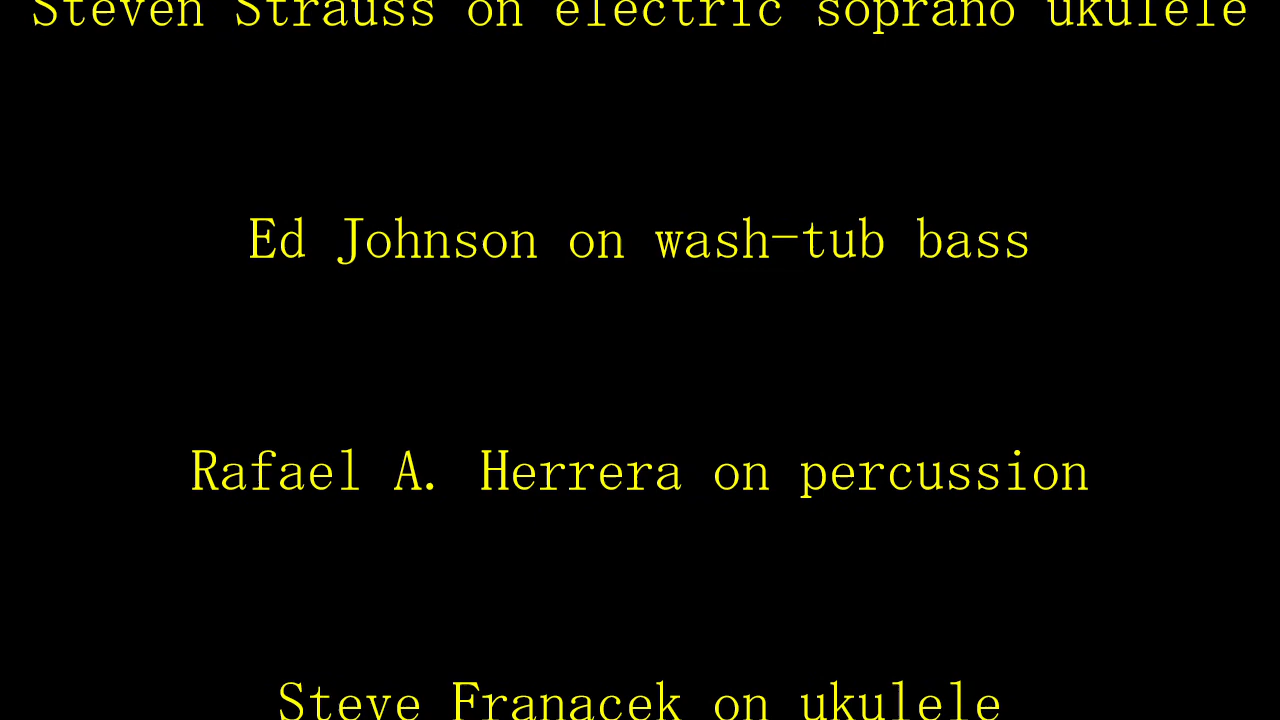 Steven Strauss on electric soprano ukulele
Ed Johnson on wash-tub bass
Rafael A. Herrera on percussion
Steve Franacek on ukulele